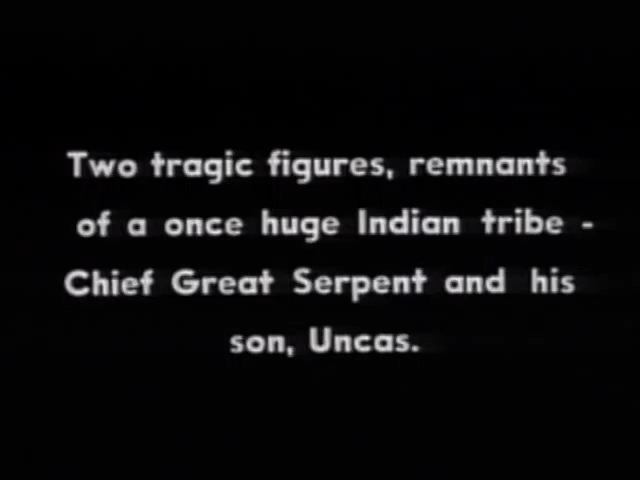 Two tragic figures, remnants
of a once huge Indian tribe -
Chief Great Serpent and his
son, Uncas.